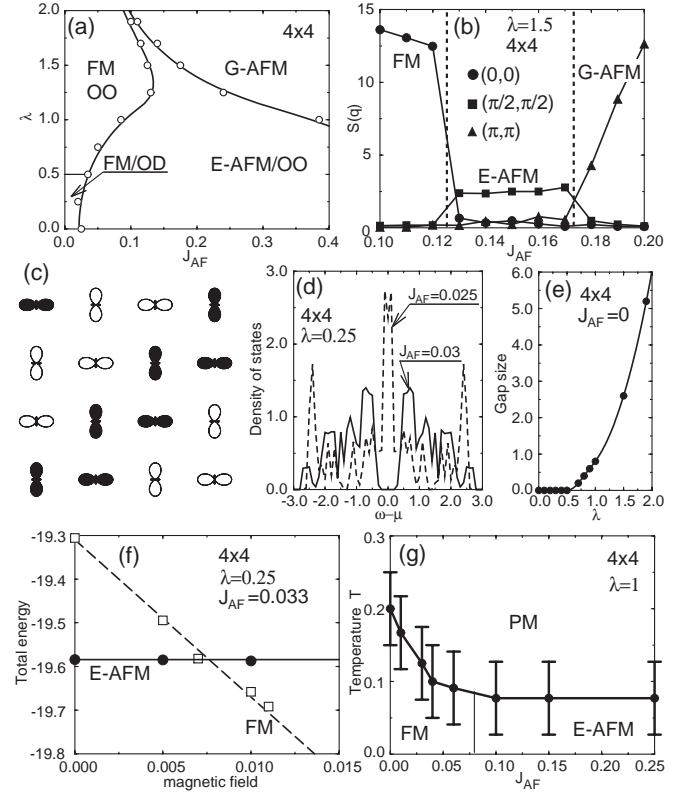 (a)
4x4
FM
OO
G-AFM
FM/OD
E-AFM/OO
λ
2.0
1.5
1.0
0.5
0.0
0.0
0.1
0.2
0.3
0.4
J_AF
(b)
λ=1.5
4x4
FM
G-AFM
(0,0)
(π/2,π/2)
(π,π)
E-AFM
S(q)
15
10
5
0
0.10
0.12
0.14
0.16
0.18
0.20
J_AF
(c)
(d)
4x4
λ=0.25
J_AF=0.025
J_AF=0.03
Density of states
3.0
2.0
1.0
0.0
-3.0
-2.0
-1.0
0.0
1.0
2.0
3.0
ω−μ
(e)
4x4
J_AF=0
Gap size
6.0
5.0
4.0
3.0
2.0
1.0
0.0
0.0
0.5
1.0
1.5
2.0
λ
(f)
4x4
λ=0.25
J_AF=0.033
E-AFM
FM
Total energy
-19.3
-19.4
-19.5
-19.6
-19.7
-19.8
0.000
0.005
0.010
0.015
magnetic field
(g)
4x4
λ=1
PM
FM
E-AFM
Temperature T
0.3
0.2
0.1
0.0
0.00
0.05
0.10
0.15
0.20
0.25
J_AF